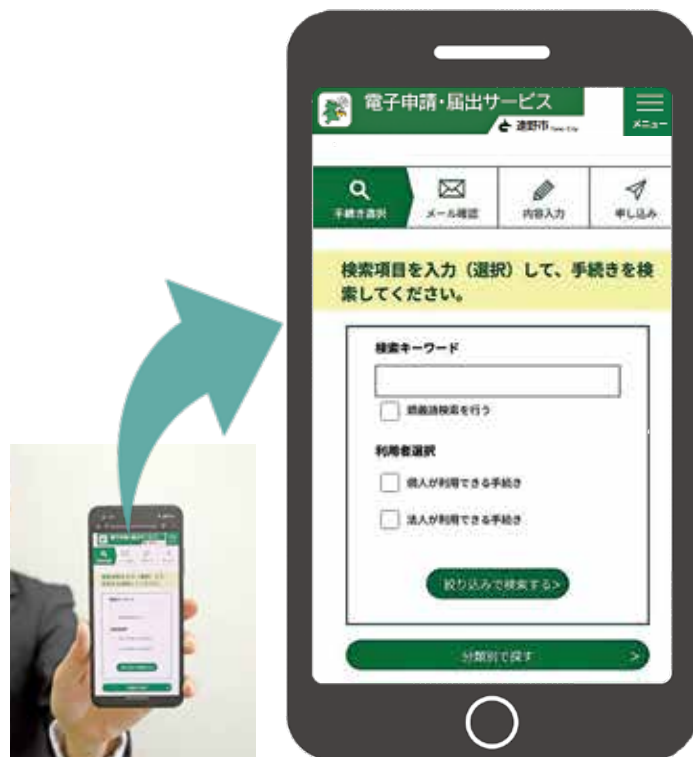 電子申請・届出サービス
遠野市 Tono City
メニュー
手続き選択
メール確認
内容入力
申し込み
検索項目を入力（選択）して、手続きを検
索してください。
検索キーワード
類義語検索を行う
利用者選択
個人が利用できる手続き
法人が利用できる手続き
絞り込みで検索する>
分類別で探す >